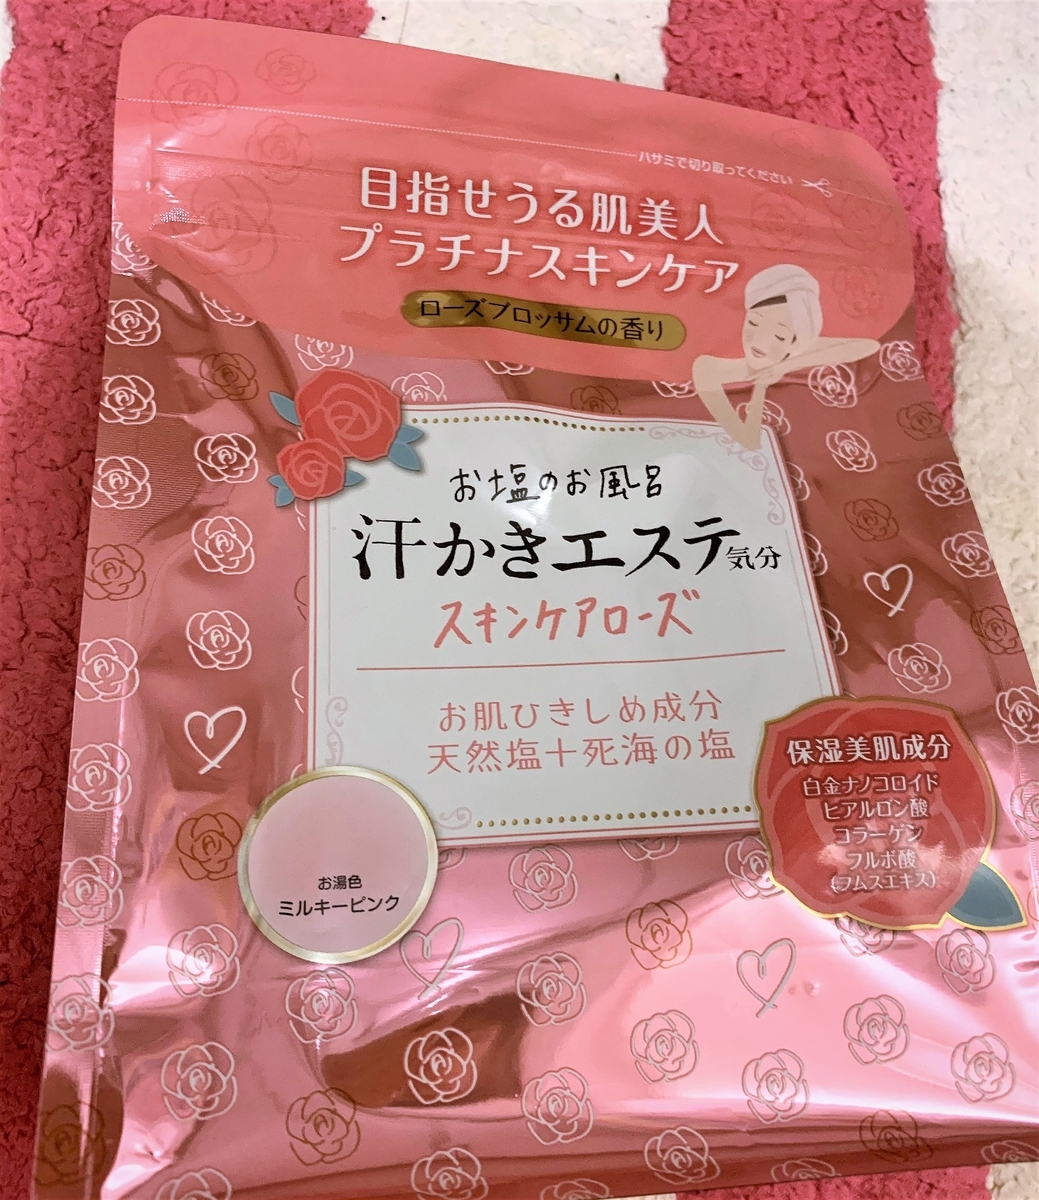 ハサミで切り取ってください
目指せうる肌美人
プラチナスキンケア
ローズブロッサムの香り
お塩のお風呂
汗かきエステ気分
スキンケアローズ
お肌ひきしめ成分
天然塩＋死海の塩
保湿美肌成分
白金ナノコロイド
ヒアルロン酸
コラーゲン
フルボ酸
(フムスエキス)
お湯色
ミルキーピンク